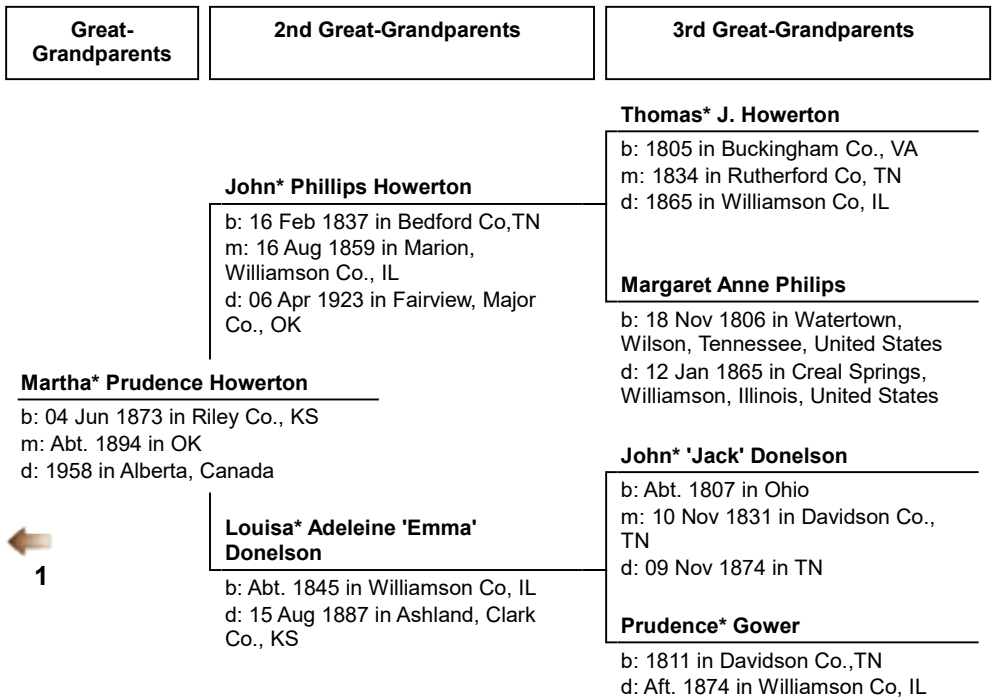 Great-
Grandparents
2nd Great-Grandparents
3rd Great-Grandparents
Thomas* J. Howerton
b: 1805 in Buckingham Co., VA
m: 1834 in Rutherford Co, TN
d: 1865 in Williamson Co, IL
John* Phillips Howerton
b: 16 Feb 1837 in Bedford Co,TN
m: 16 Aug 1859 in Marion,
Williamson Co., IL
d: 06 Apr 1923 in Fairview, Major
Co., OK
Margaret Anne Philips
b: 18 Nov 1806 in Watertown,
Wilson, Tennessee, United States
d: 12 Jan 1865 in Creal Springs,
Williamson, Illinois, United States
Martha* Prudence Howerton
b: 04 Jun 1873 in Riley Co., KS
m: Abt. 1894 in OK
d: 1958 in Alberta, Canada
John* 'Jack' Donelson
b: Abt. 1807 in Ohio
m: 10 Nov 1831 in Davidson Co.,
TN
d: 09 Nov 1874 in TN
Louisa* Adeleine 'Emma'
Donelson
b: Abt. 1845 in Williamson Co, IL
d: 15 Aug 1887 in Ashland, Clark
Co., KS
1
Prudence* Gower
b: 1811 in Davidson Co.,TN
d: Aft. 1874 in Williamson Co, IL